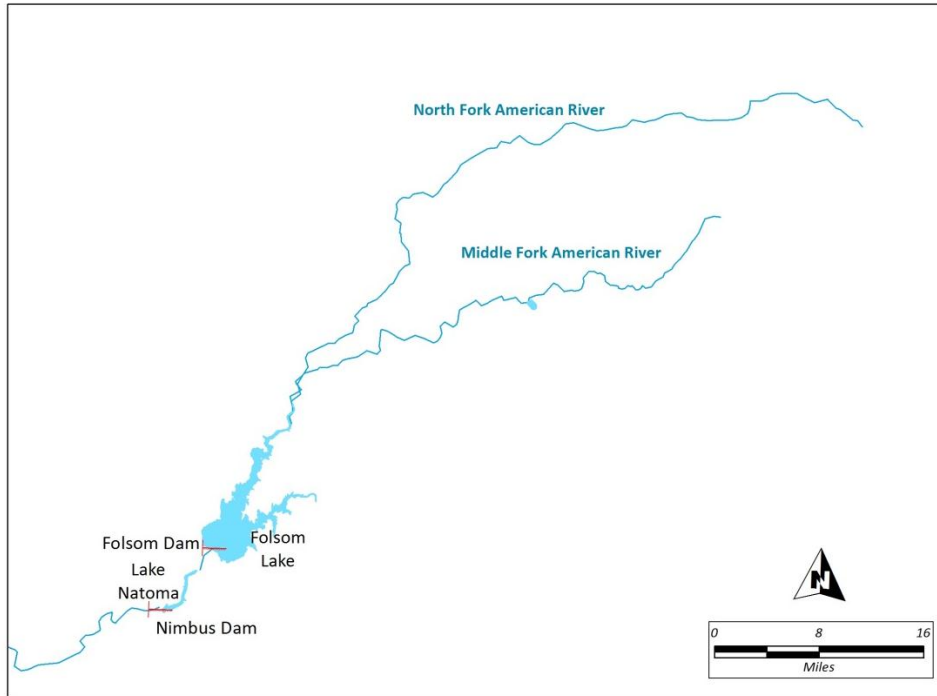 North Fork American River
Middle Fork American River
Folsom Dam
Folsom
Lake
Lake
Natoma
Nimbus Dam
N
0 8 16
Miles